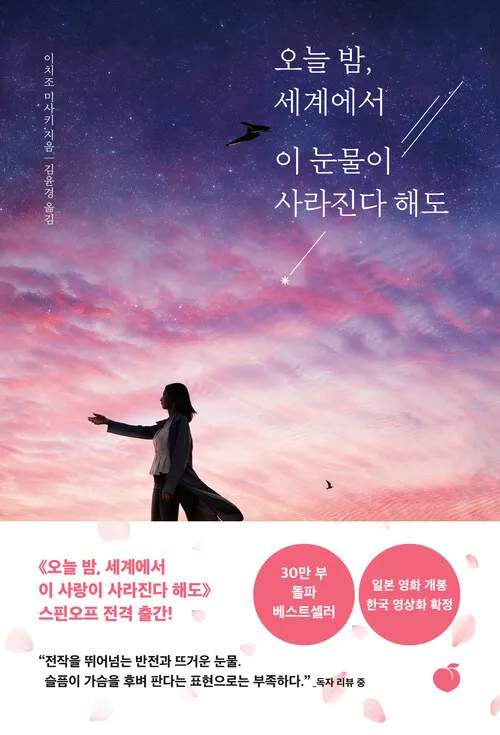 오늘 밤,
세계에서
이 눈물이
사라진다 해도
이치조 미사키 지음 | 김윤경 옮김
《오늘 밤, 세계에서
이 사랑이 사라진다 해도》
스핀오프 전격 출간!
30만 부
돌파
베스트셀러
일본 영화 개봉
한국 영상화 확정
“전작을 뛰어넘는 반전과 뜨거운 눈물.
슬픔이 가슴을 후벼 판다는 표현으로는 부족하다.” _독자 리뷰 중